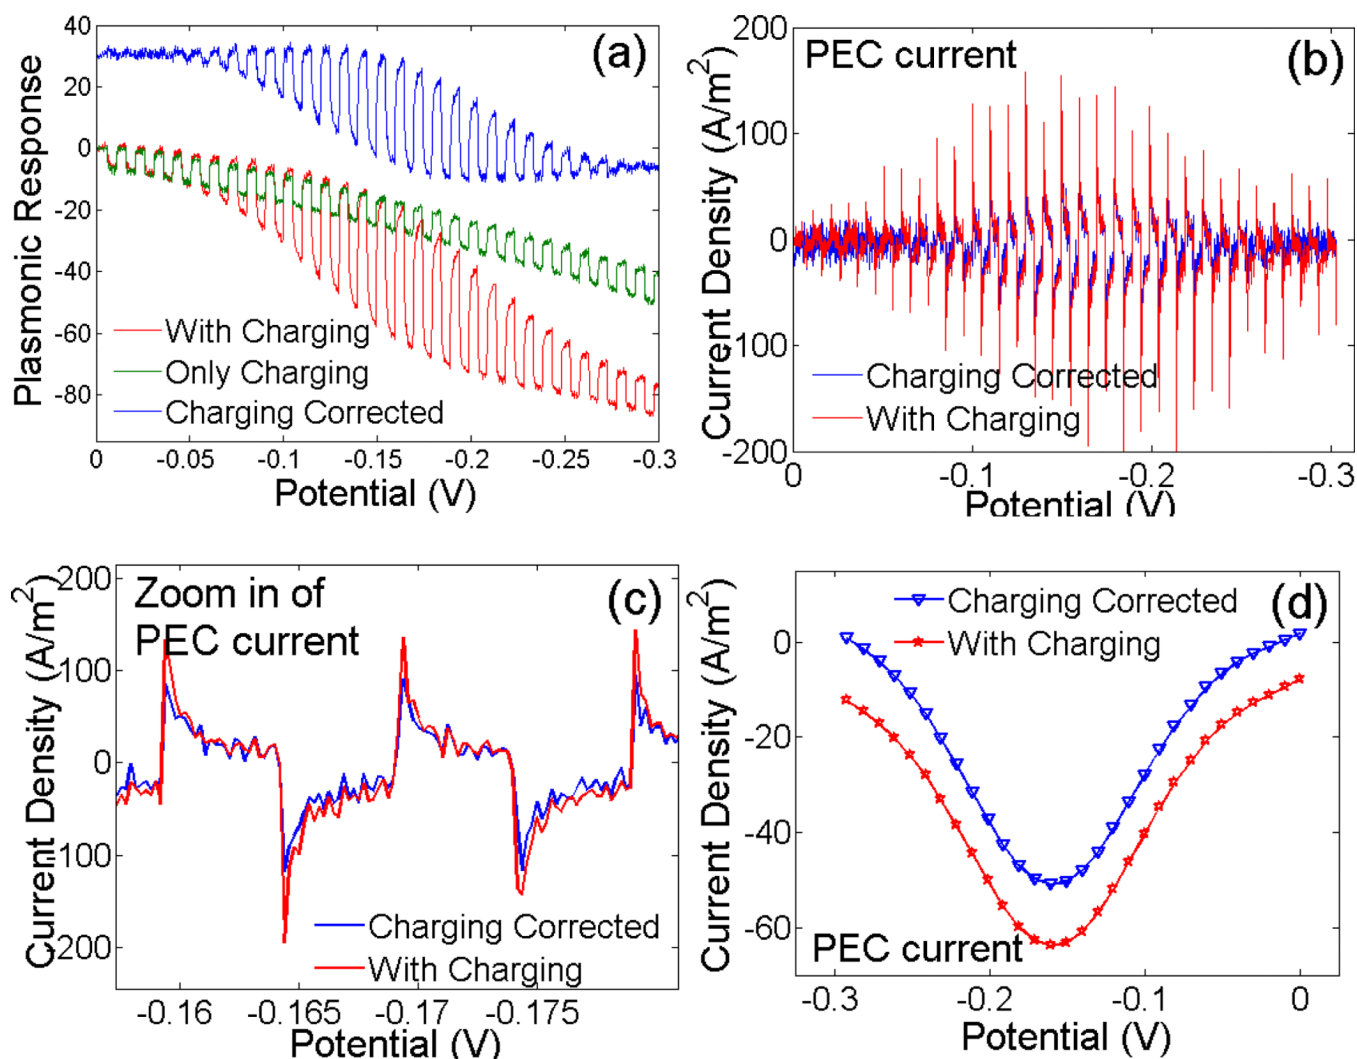 (a)
40
20
0
-20
-40
-60
-80
Plasmonic Response
With Charging
Only Charging
Charging Corrected
0 -0.05 -0.1 -0.15 -0.2 -0.25 -0.3
Potential (V)
PEC current (b)
200
100
0
-100
-200
Current Density (A/m²)
Charging Corrected
With Charging
0 -0.1 -0.2 -0.3
Potential (V)
Zoom in of (c)
PEC current
200
100
0
100
200
Current Density (A/m²)
Charging Corrected
With Charging
-0.16 -0.165 -0.17 -0.175
Potential (V)
Charging Corrected (d)
With Charging
0
-20
-40
-60
Current Density (A/m²)
PEC current
-0.3 -0.2 -0.1 0
Potential (V)